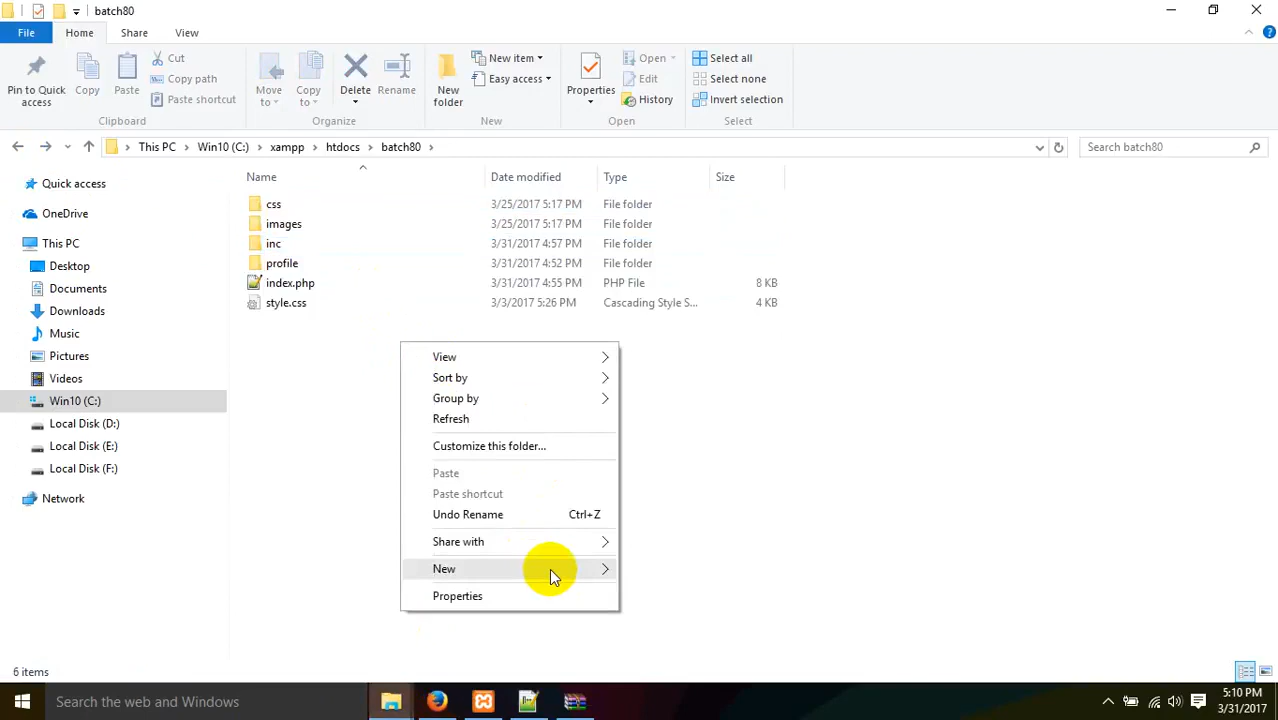 batch80
File Home Share View
Pin to Quick access
Copy
Paste
Cut
Copy path
Paste shortcut
Clipboard
Move to
Copy to
Delete
Rename
Organize
New folder
New item
Easy access
New
Properties
Open
Edit
History
Open
Select all
Select none
Invert selection
Select
This PC Win10 (C:) xampp htdocs batch80
Search batch80
Name Date modified Type Size
css 3/25/2017 5:17 PM File folder
images 3/25/2017 5:17 PM File folder
inc 3/31/2017 4:57 PM File folder
profile 3/31/2017 4:52 PM File folder
index.php 3/31/2017 4:55 PM PHP File 8 KB
style.css 3/3/2017 5:26 PM Cascading Style S... 4 KB
Quick access
OneDrive
This PC
Desktop
Documents
Downloads
Music
Pictures
Videos
Win10 (C:)
Local Disk (D:)
Local Disk (E:)
Local Disk (F:)
Network
View
Sort by
Group by
Refresh
Customize this folder...
Paste
Paste shortcut
Undo Rename Ctrl+Z
Share with
New
Properties
6 items
Search the web and Windows
5:10 PM
3/31/2017